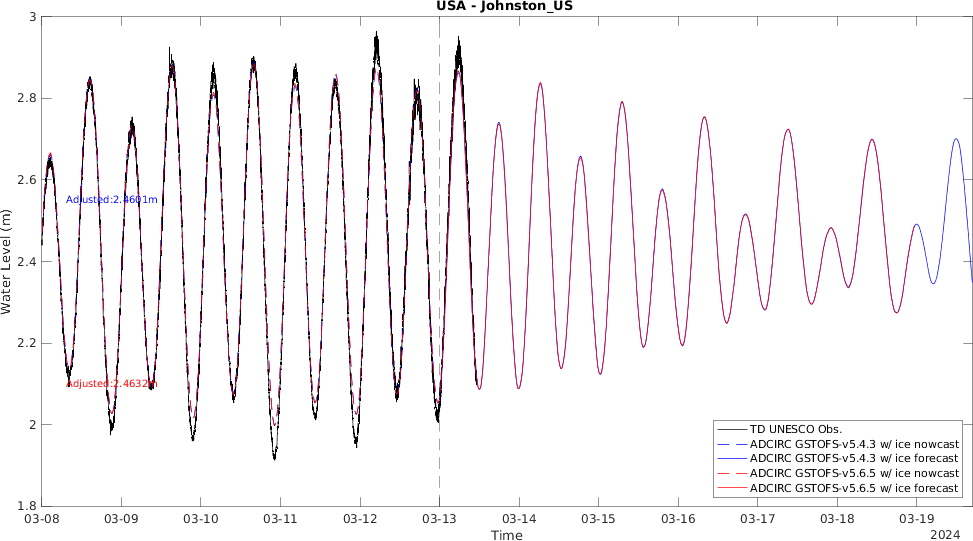 USA - Johnston_US
Water Level (m)
3
2.8
2.6
2.4
2.2
2
1.8
Adjusted:2.4601m
Adjusted:2.4632m
TD UNESCO Obs.
ADCIRC GSTOFS-v5.4.3 w/ ice nowcast
ADCIRC GSTOFS-v5.4.3 w/ ice forecast
ADCIRC GSTOFS-v5.6.5 w/ ice nowcast
ADCIRC GSTOFS-v5.6.5 w/ ice forecast
03-08 03-09 03-10 03-11 03-12 03-13 03-14 03-15 03-16 03-17 03-18 03-19
Time
2024